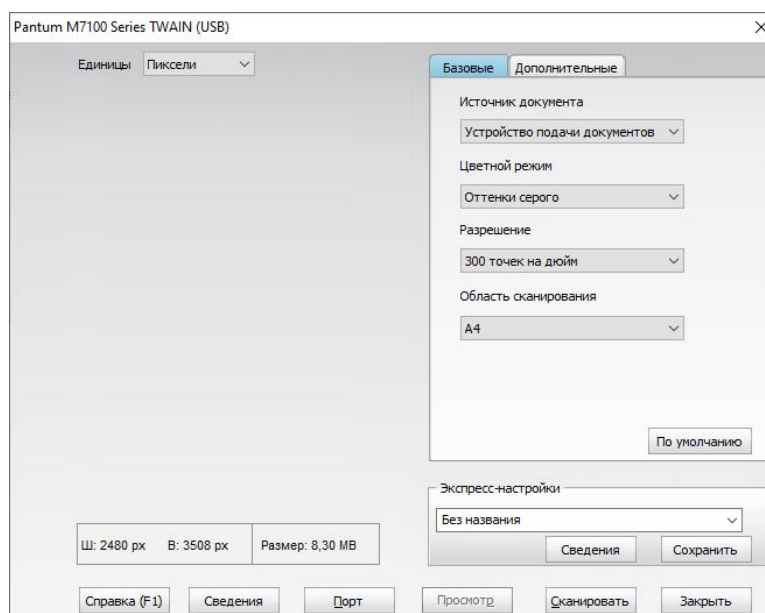 Pantum M7100 Series TWAIN (USB)
Единицы Пиксели
Базовые Дополнительные
Источник документа
Устройство подачи документов
Цветной режим
Оттенки серого
Разрешение
300 точек на дюйм
Область сканирования
A4
По умолчанию
Экспресс-настройки
Без названия
Сведения Сохранить
Ш: 2480 px В: 3508 px Размер: 8,30 MB
Справка (F1) Сведения Порт Просмотр Сканировать Закрыть